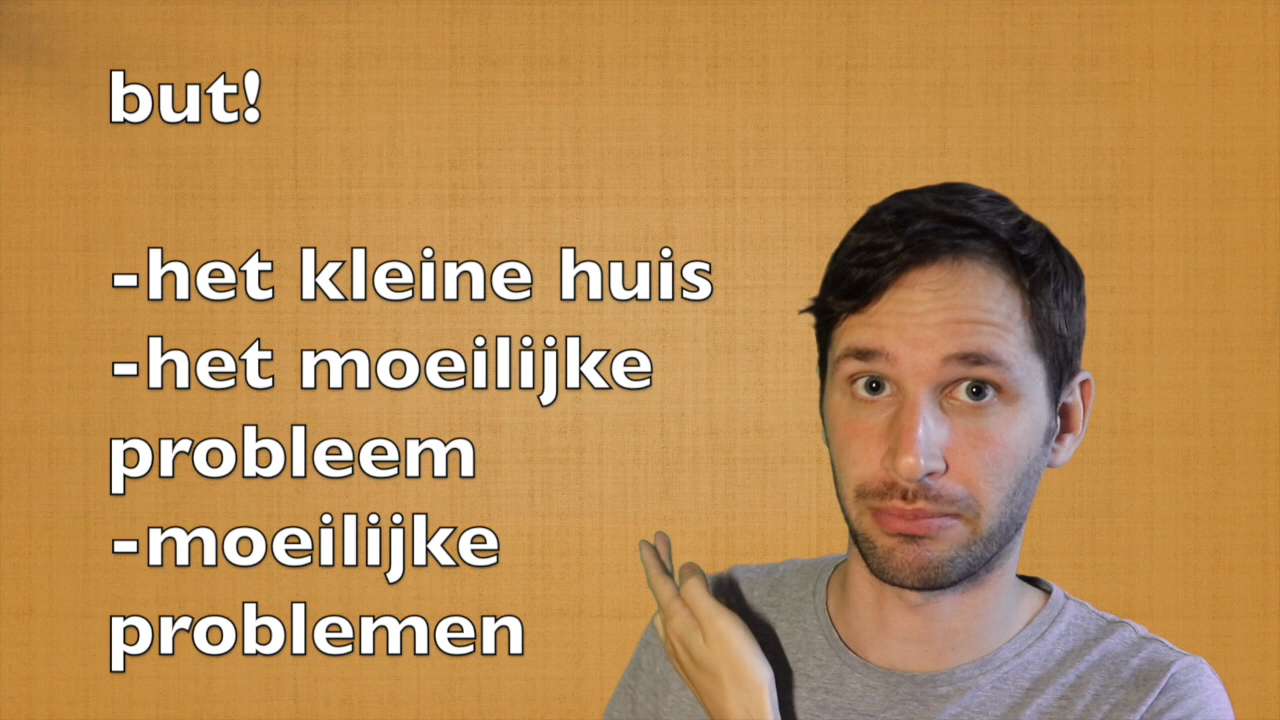 but!
-het kleine huis
-het moeilijke
probleem
-moeilijke
problemen